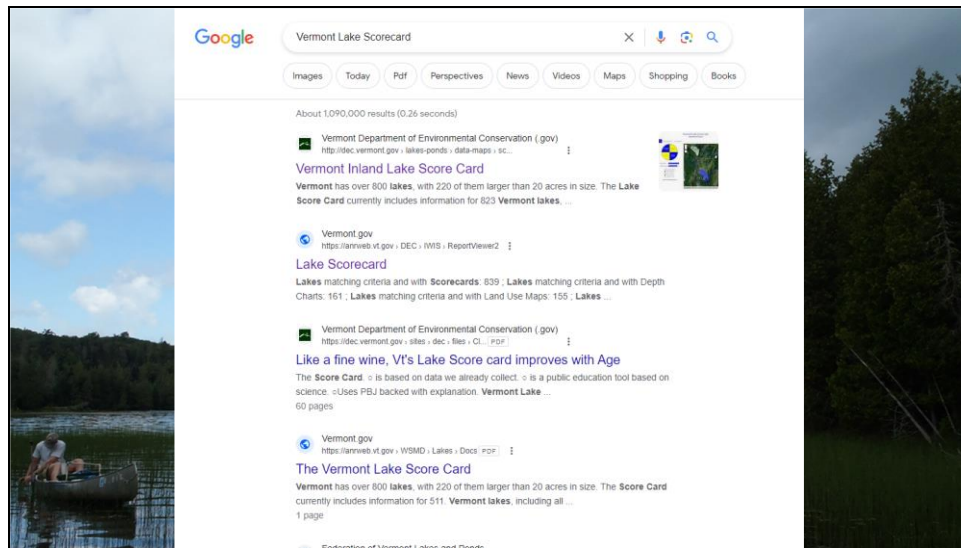 Google
Vermont Lake Scorecard
Images Today Pdf Perspectives News Videos Maps Shopping Books
About 1,090,000 results (0.26 seconds)
Vermont Department of Environmental Conservation (.gov)
http://dec.vermont.gov › lakes-ponds › data-maps › sc...
Vermont Inland Lake Score Card
Vermont has over 800 lakes, with 220 of them larger than 20 acres in size. The Lake
Score Card currently includes information for 823 Vermont lakes, ...
Vermont.gov
https://anrweb.vt.gov › DEC › IWIS › ReportViewer2
Lake Scorecard
Lakes matching criteria and with Scorecards: 839 ; Lakes matching criteria and with Depth
Charts: 161 ; Lakes matching criteria and with Land Use Maps: 155 ; Lakes ...
Vermont Department of Environmental Conservation (.gov)
https://dec.vermont.gov › sites › dec › files › Cl... PDF
Like a fine wine, Vt's Lake Score card improves with Age
The Score Card. ○ is based on data we already collect. ○ is a public education tool based on
science. ○Uses PBJ backed with explanation. Vermont Lake ...
60 pages
Vermont.gov
https://anrweb.vt.gov › WSMD › Lakes › Docs PDF
The Vermont Lake Score Card
Vermont has over 800 lakes, with 220 of them larger than 20 acres in size. The Score Card
currently includes information for 511. Vermont lakes, including all ...
1 page
Federation of Vermont Lakes and Ponds